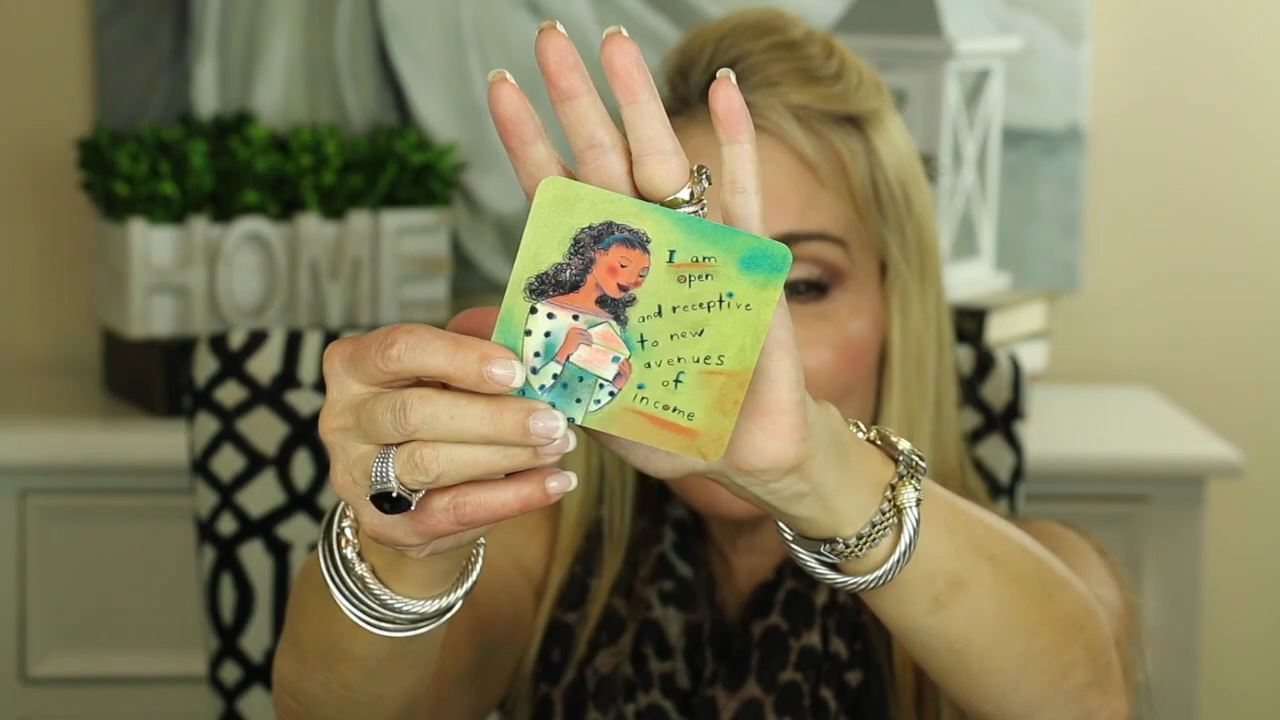 HOME
I am
open
and receptive
to new
avenues
of
income